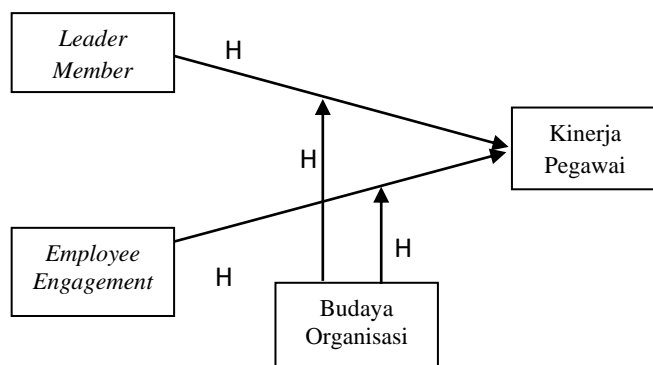 Leader
Member
H
H
Kinerja
Pegawai
Employee
Engagement
H
H
Budaya
Organisasi